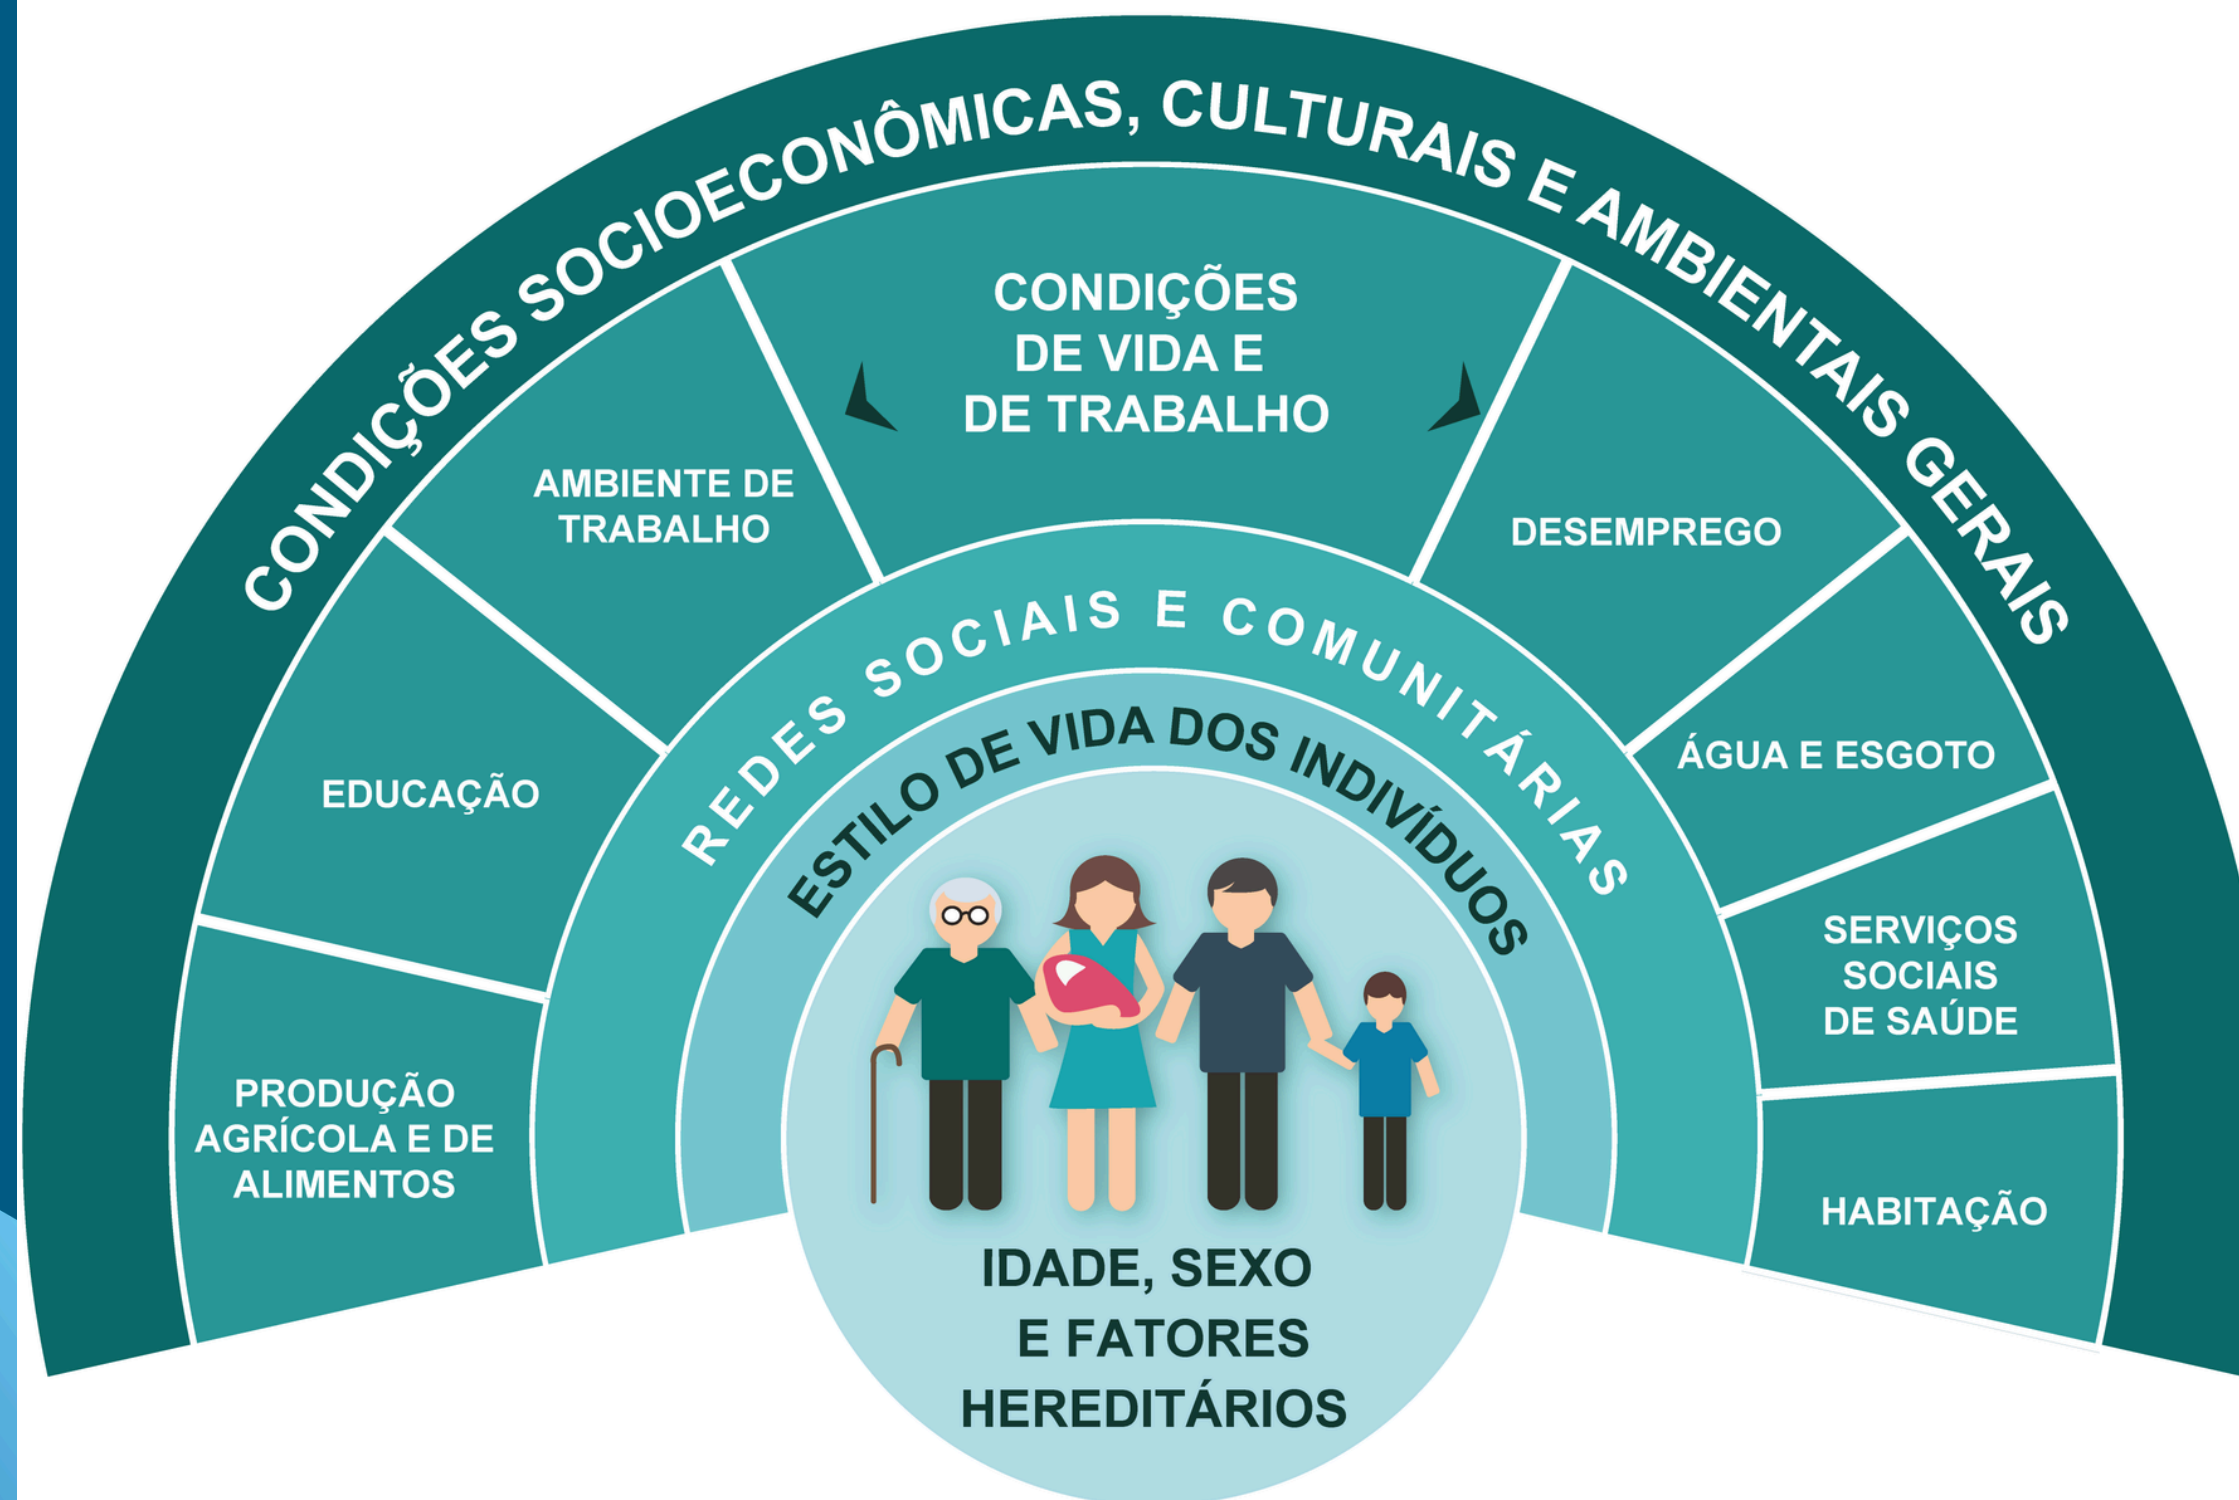 CONDIÇÕES SOCIOECONÔMICAS, CULTURAIS E AMBIENTAIS GERAIS
CONDIÇÕES
DE VIDA E
DE TRABALHO
AMBIENTE DE
TRABALHO
DESEMPREGO
EDUCAÇÃO
ÁGUA E ESGOTO
PRODUÇÃO
AGRÍCOLA E DE
ALIMENTOS
SERVIÇOS
SOCIAIS
DE SAÚDE
HABITAÇÃO
REDES SOCIAIS E COMUNITÁRIAS
ESTILO DE VIDA DOS INDIVÍDUOS
IDADE, SEXO
E FATORES
HEREDITÁRIOS